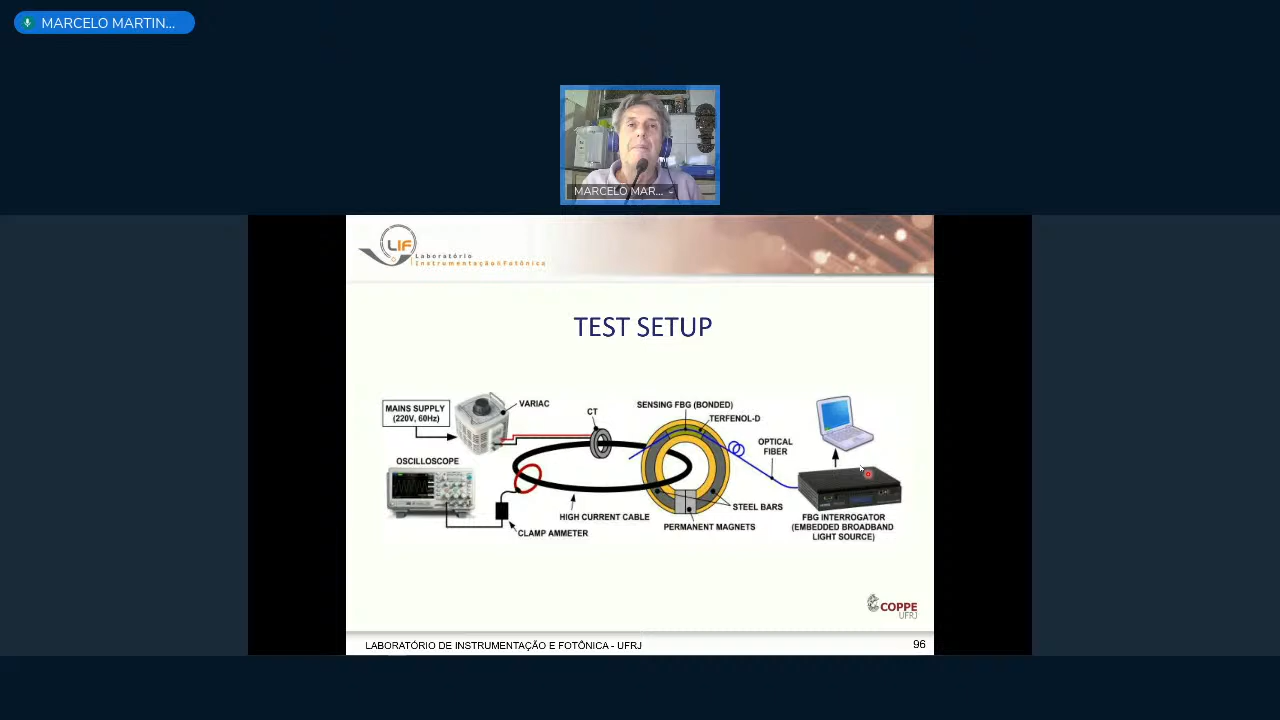 MARCELO MARTIN...
MARCELO MAR...
LIF
Laboratório
Instrumentação&Fotônica
TEST SETUP
MAINS SUPPLY
(220V, 60Hz)
VARIAC
CT
SENSING FBG (BONDED)
TERFENOL-D
OPTICAL
FIBER
OSCILLOSCOPE
HIGH CURRENT CABLE
CLAMP AMMETER
STEEL BARS
PERMANENT MAGNETS
FBG INTERROGATOR
(EMBEDDED BROADBAND
LIGHT SOURCE)
COPPE
UFRJ
LABORATÓRIO DE INSTRUMENTAÇÃO E FOTÔNICA - UFRJ
96